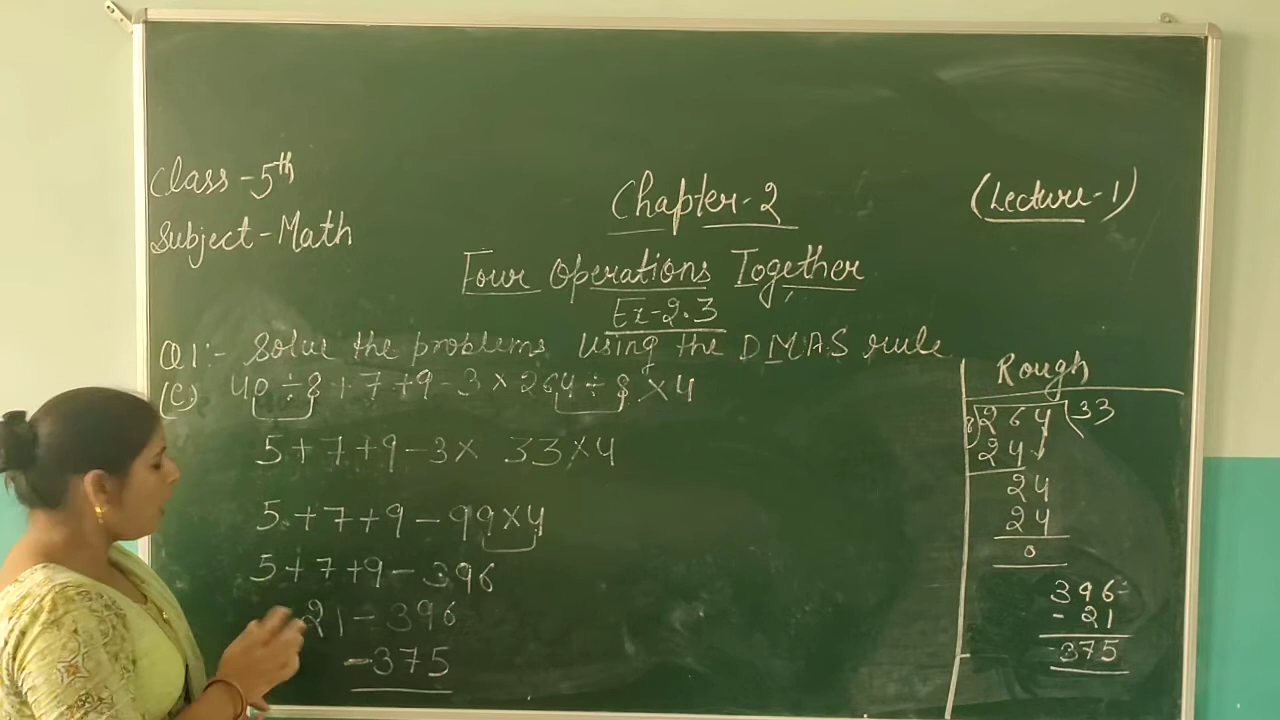 Class-5th
Subject-Math
Chapter-2
(Lecture-1)
Four Operations Together
Ex-2.3
Q1:- Solve the problems using the DMAS rule
(C) 40÷8+7+9-3×264÷8×4
5+7+9-3×33×4
5+7+9-99×4
5+7+9-396
21-396
-375
Rough
8)264(33
24
24
24
0
396
-21
-375